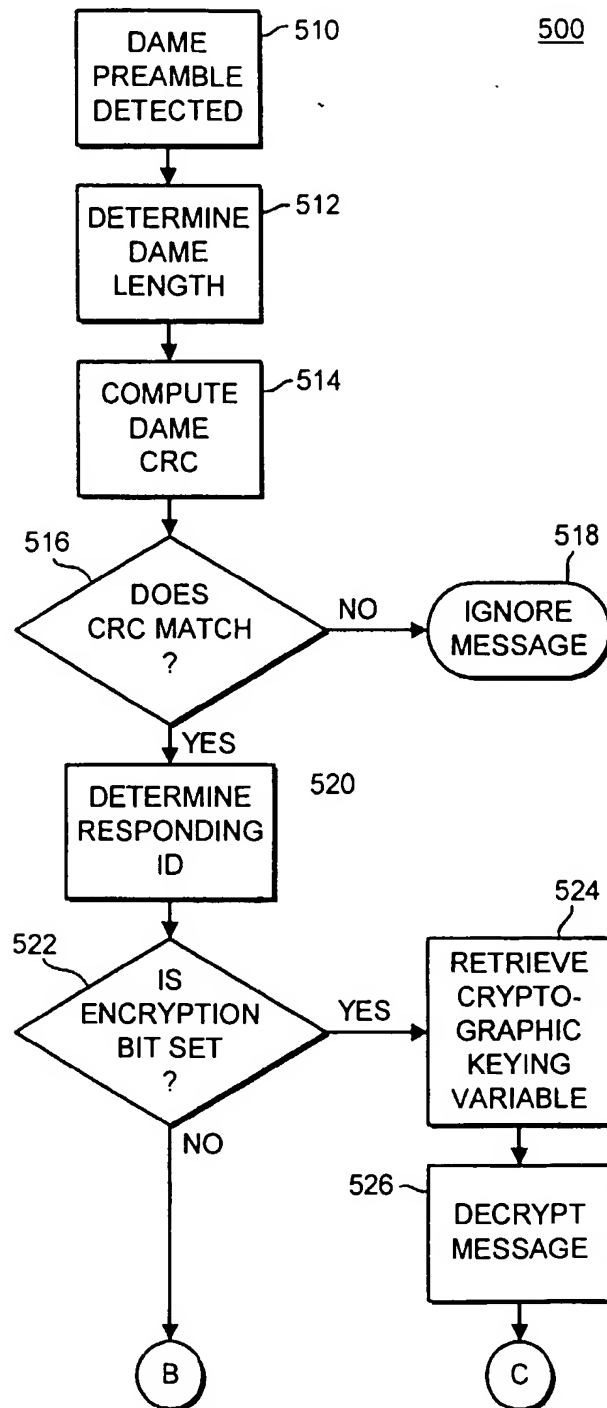 510
500
DAME
PREAMBLE
DETECTED
512
DETERMINE
DAME
LENGTH
514
COMPUTE
DAME
CRC
516
DOES
CRC MATCH
?
NO
518
IGNORE
MESSAGE
YES
DETERMINE
RESPONDING
ID
520
522
IS
ENCRYPTION
BIT SET
?
YES
524
RETRIEVE
CRYPTO-
GRAPHIC
KEYING
VARIABLE
NO
526
DECRYPT
MESSAGE
B
C